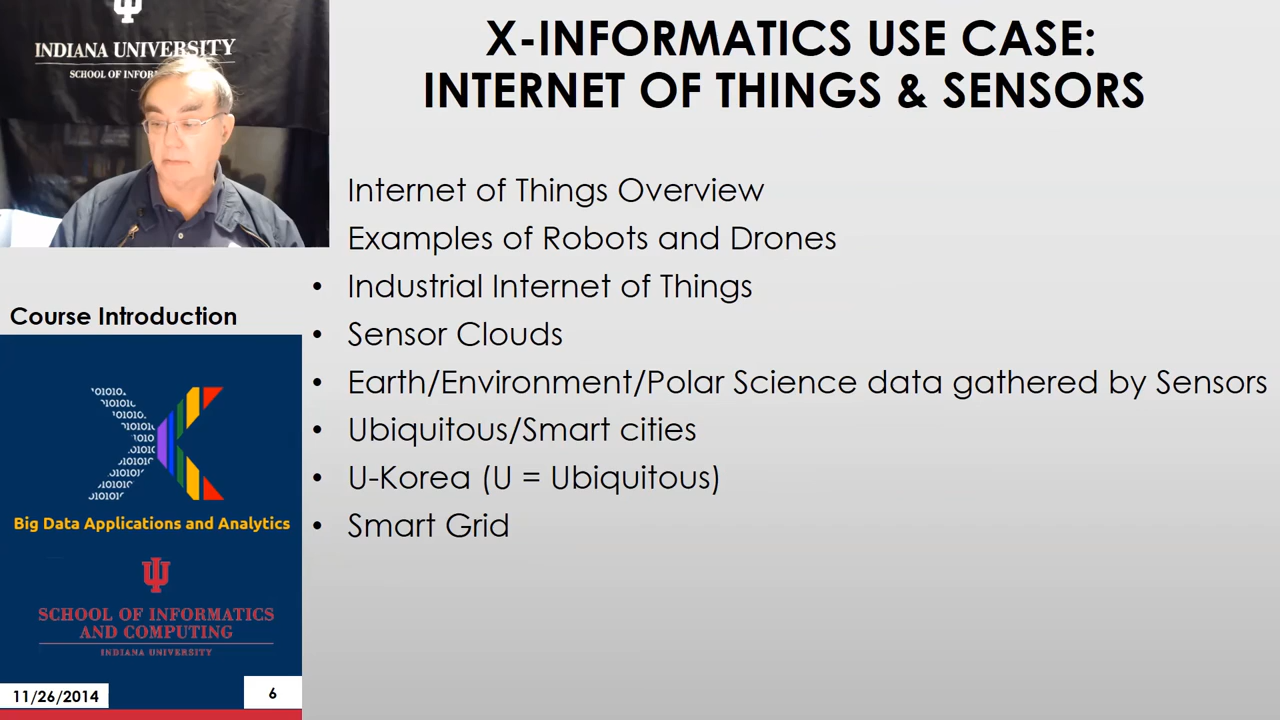 INDIANA UNIVERSITY
SCHOOL OF INFOR
X-INFORMATICS USE CASE:
INTERNET OF THINGS & SENSORS
Internet of Things Overview
Examples of Robots and Drones
• Industrial Internet of Things
• Sensor Clouds
• Earth/Environment/Polar Science data gathered by Sensors
• Ubiquitous/Smart cities
• U-Korea (U = Ubiquitous)
• Smart Grid
Course Introduction
Big Data Applications and Analytics
SCHOOL OF INFORMATICS
AND COMPUTING
INDIANA UNIVERSITY
11/26/2014
6